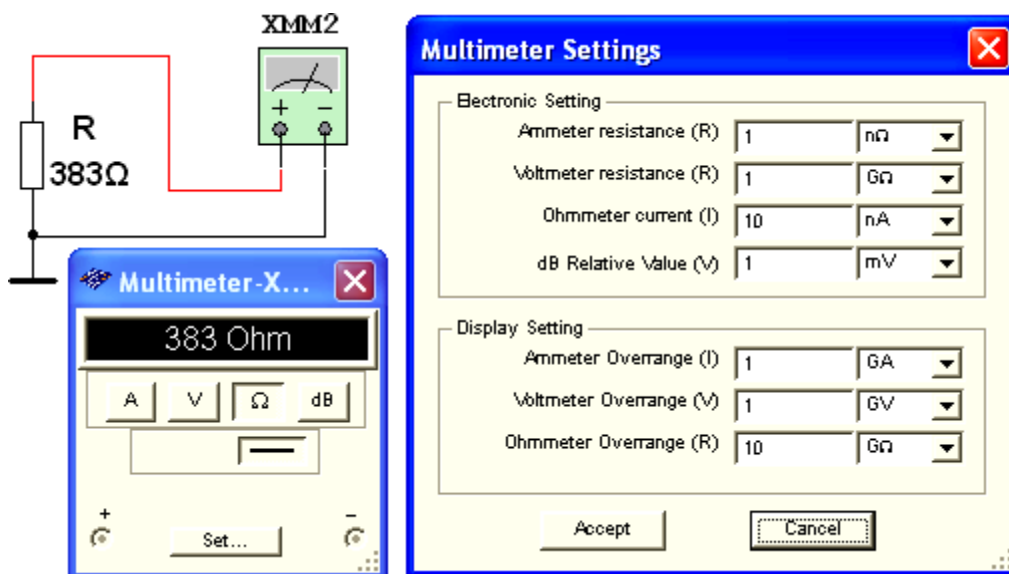 XMM2
+ −
R
383Ω
Multimeter-X...
383 Ohm
A V Ω dB
+ −
Set...
Multimeter Settings
Electronic Setting
Ammeter resistance (R) 1 nΩ
Voltmeter resistance (R) 1 GΩ
Ohmmeter current (I) 10 nA
dB Relative Value (V) 1 mV
Display Setting
Ammeter Overrange (I) 1 GA
Voltmeter Overrange (V) 1 GV
Ohmmeter Overrange (R) 10 GΩ
Accept Cancel